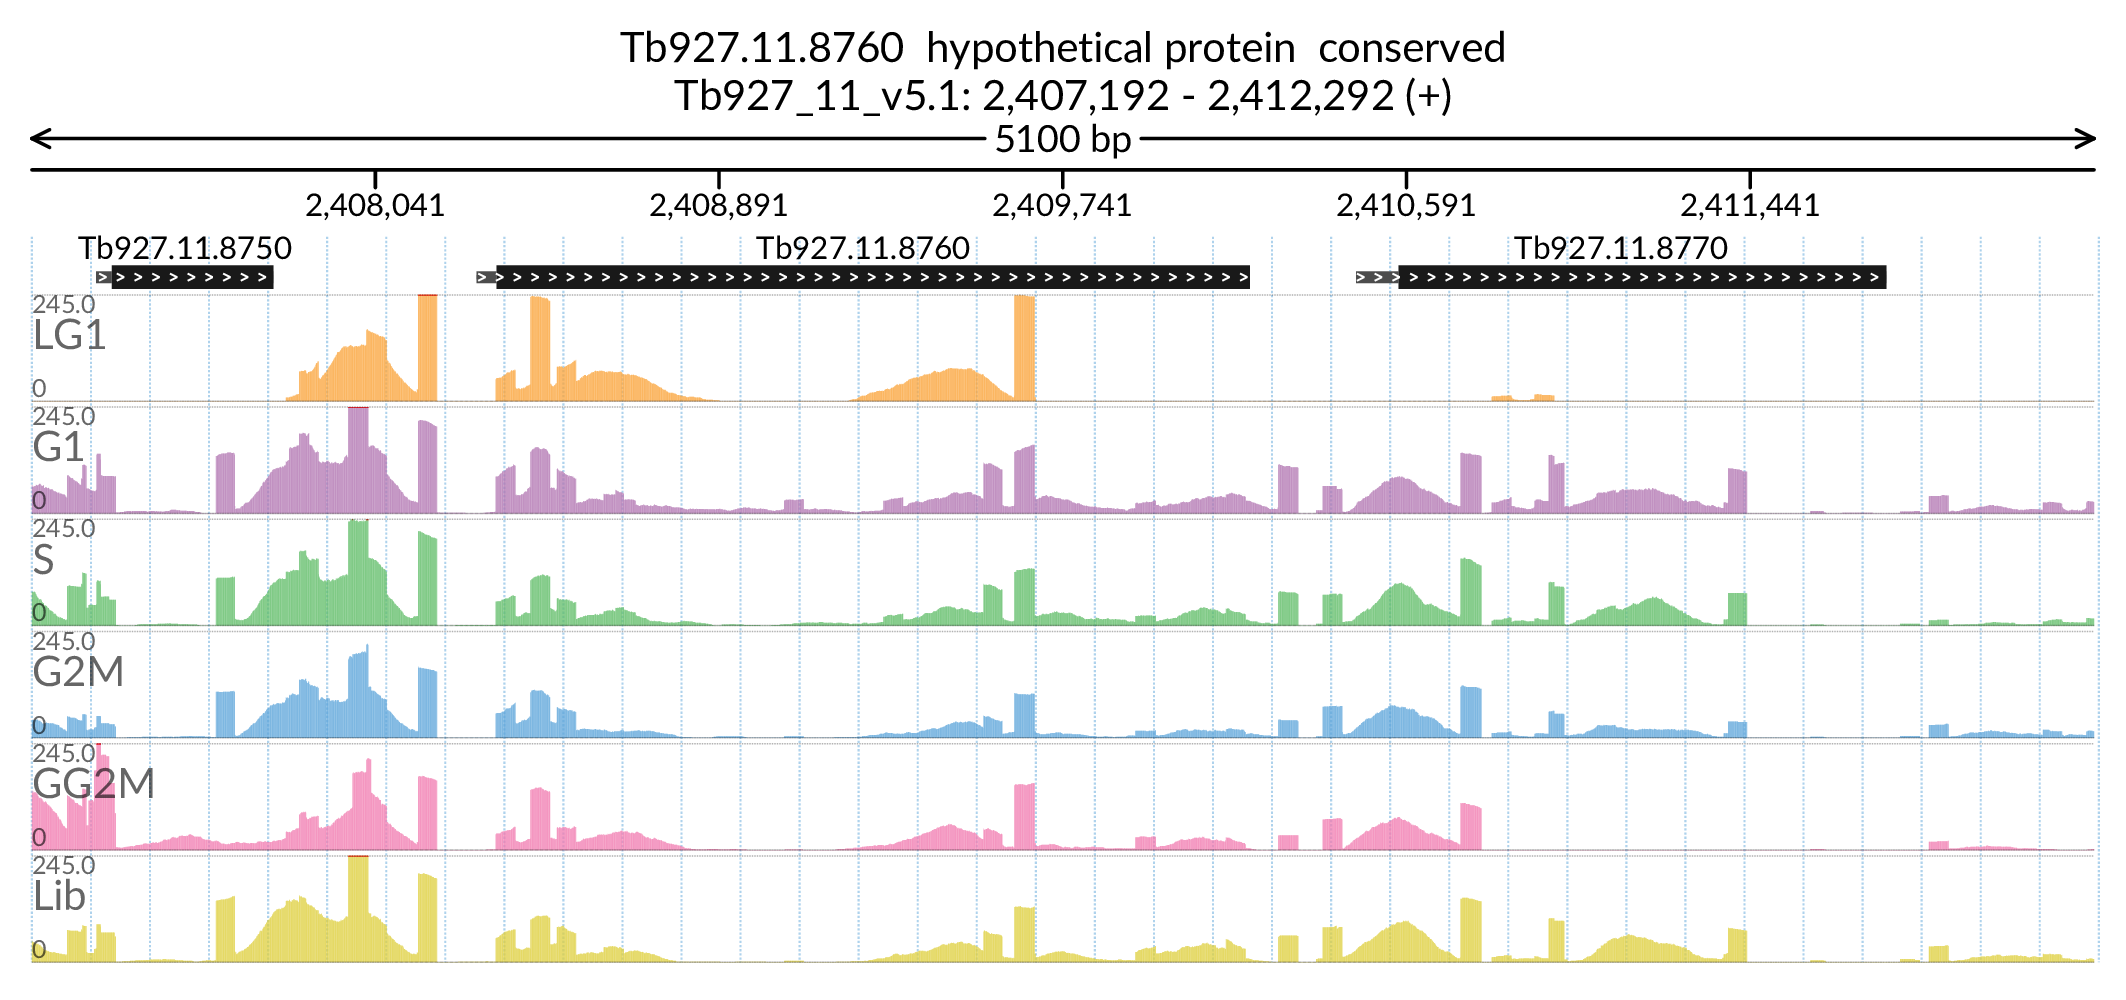 Tb927.11.8760  hypothetical protein  conserved
Tb927_11_v5.1: 2,407,192 - 2,412,292 (+)
5100 bp
2,408,041 2,408,891 2,409,741 2,410,591 2,411,441
Tb927.11.8750 Tb927.11.8760 Tb927.11.8770
245.0
LG1
0
245.0
G1
0
245.0
S
0
245.0
G2M
0
245.0
GG2M
0
245.0
Lib
0